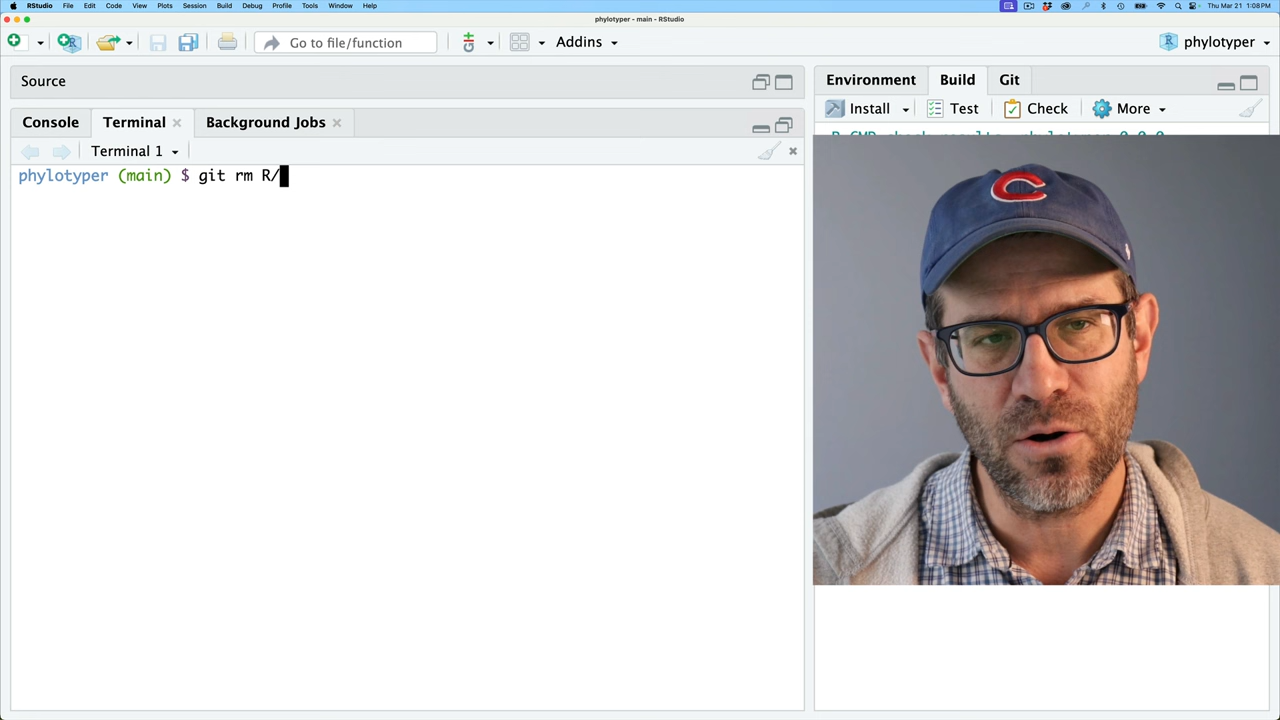 RStudio File Edit Code View Plots Session Build Debug Profile Tools Window Help Thu Mar 21 1:08 PM
phylotyper - main - RStudio
Go to file/function Addins phylotyper
Source
Environment Build Git
Install Test Check More
Console Terminal Background Jobs
Terminal 1
phylotyper (main) $ git rm R/
C